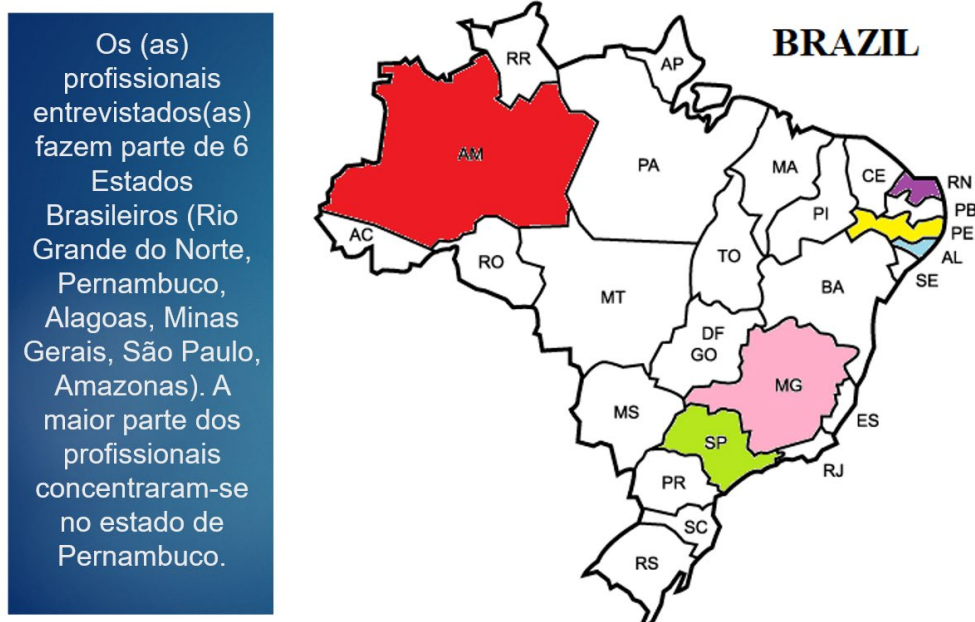 Os (as)
profissionais
entrevistados(as)
fazem parte de 6
Estados
Brasileiros (Rio
Grande do Norte,
Pernambuco,
Alagoas, Minas
Gerais, São Paulo,
Amazonas). A
maior parte dos
profissionais
concentraram-se
no estado de
Pernambuco.
BRAZIL
RR
AP
AM
PA
MA
CE
RN
PB
PE
AL
SE
PI
AC
RO
TO
BA
MT
DF
GO
MG
ES
MS
SP
RJ
PR
SC
RS